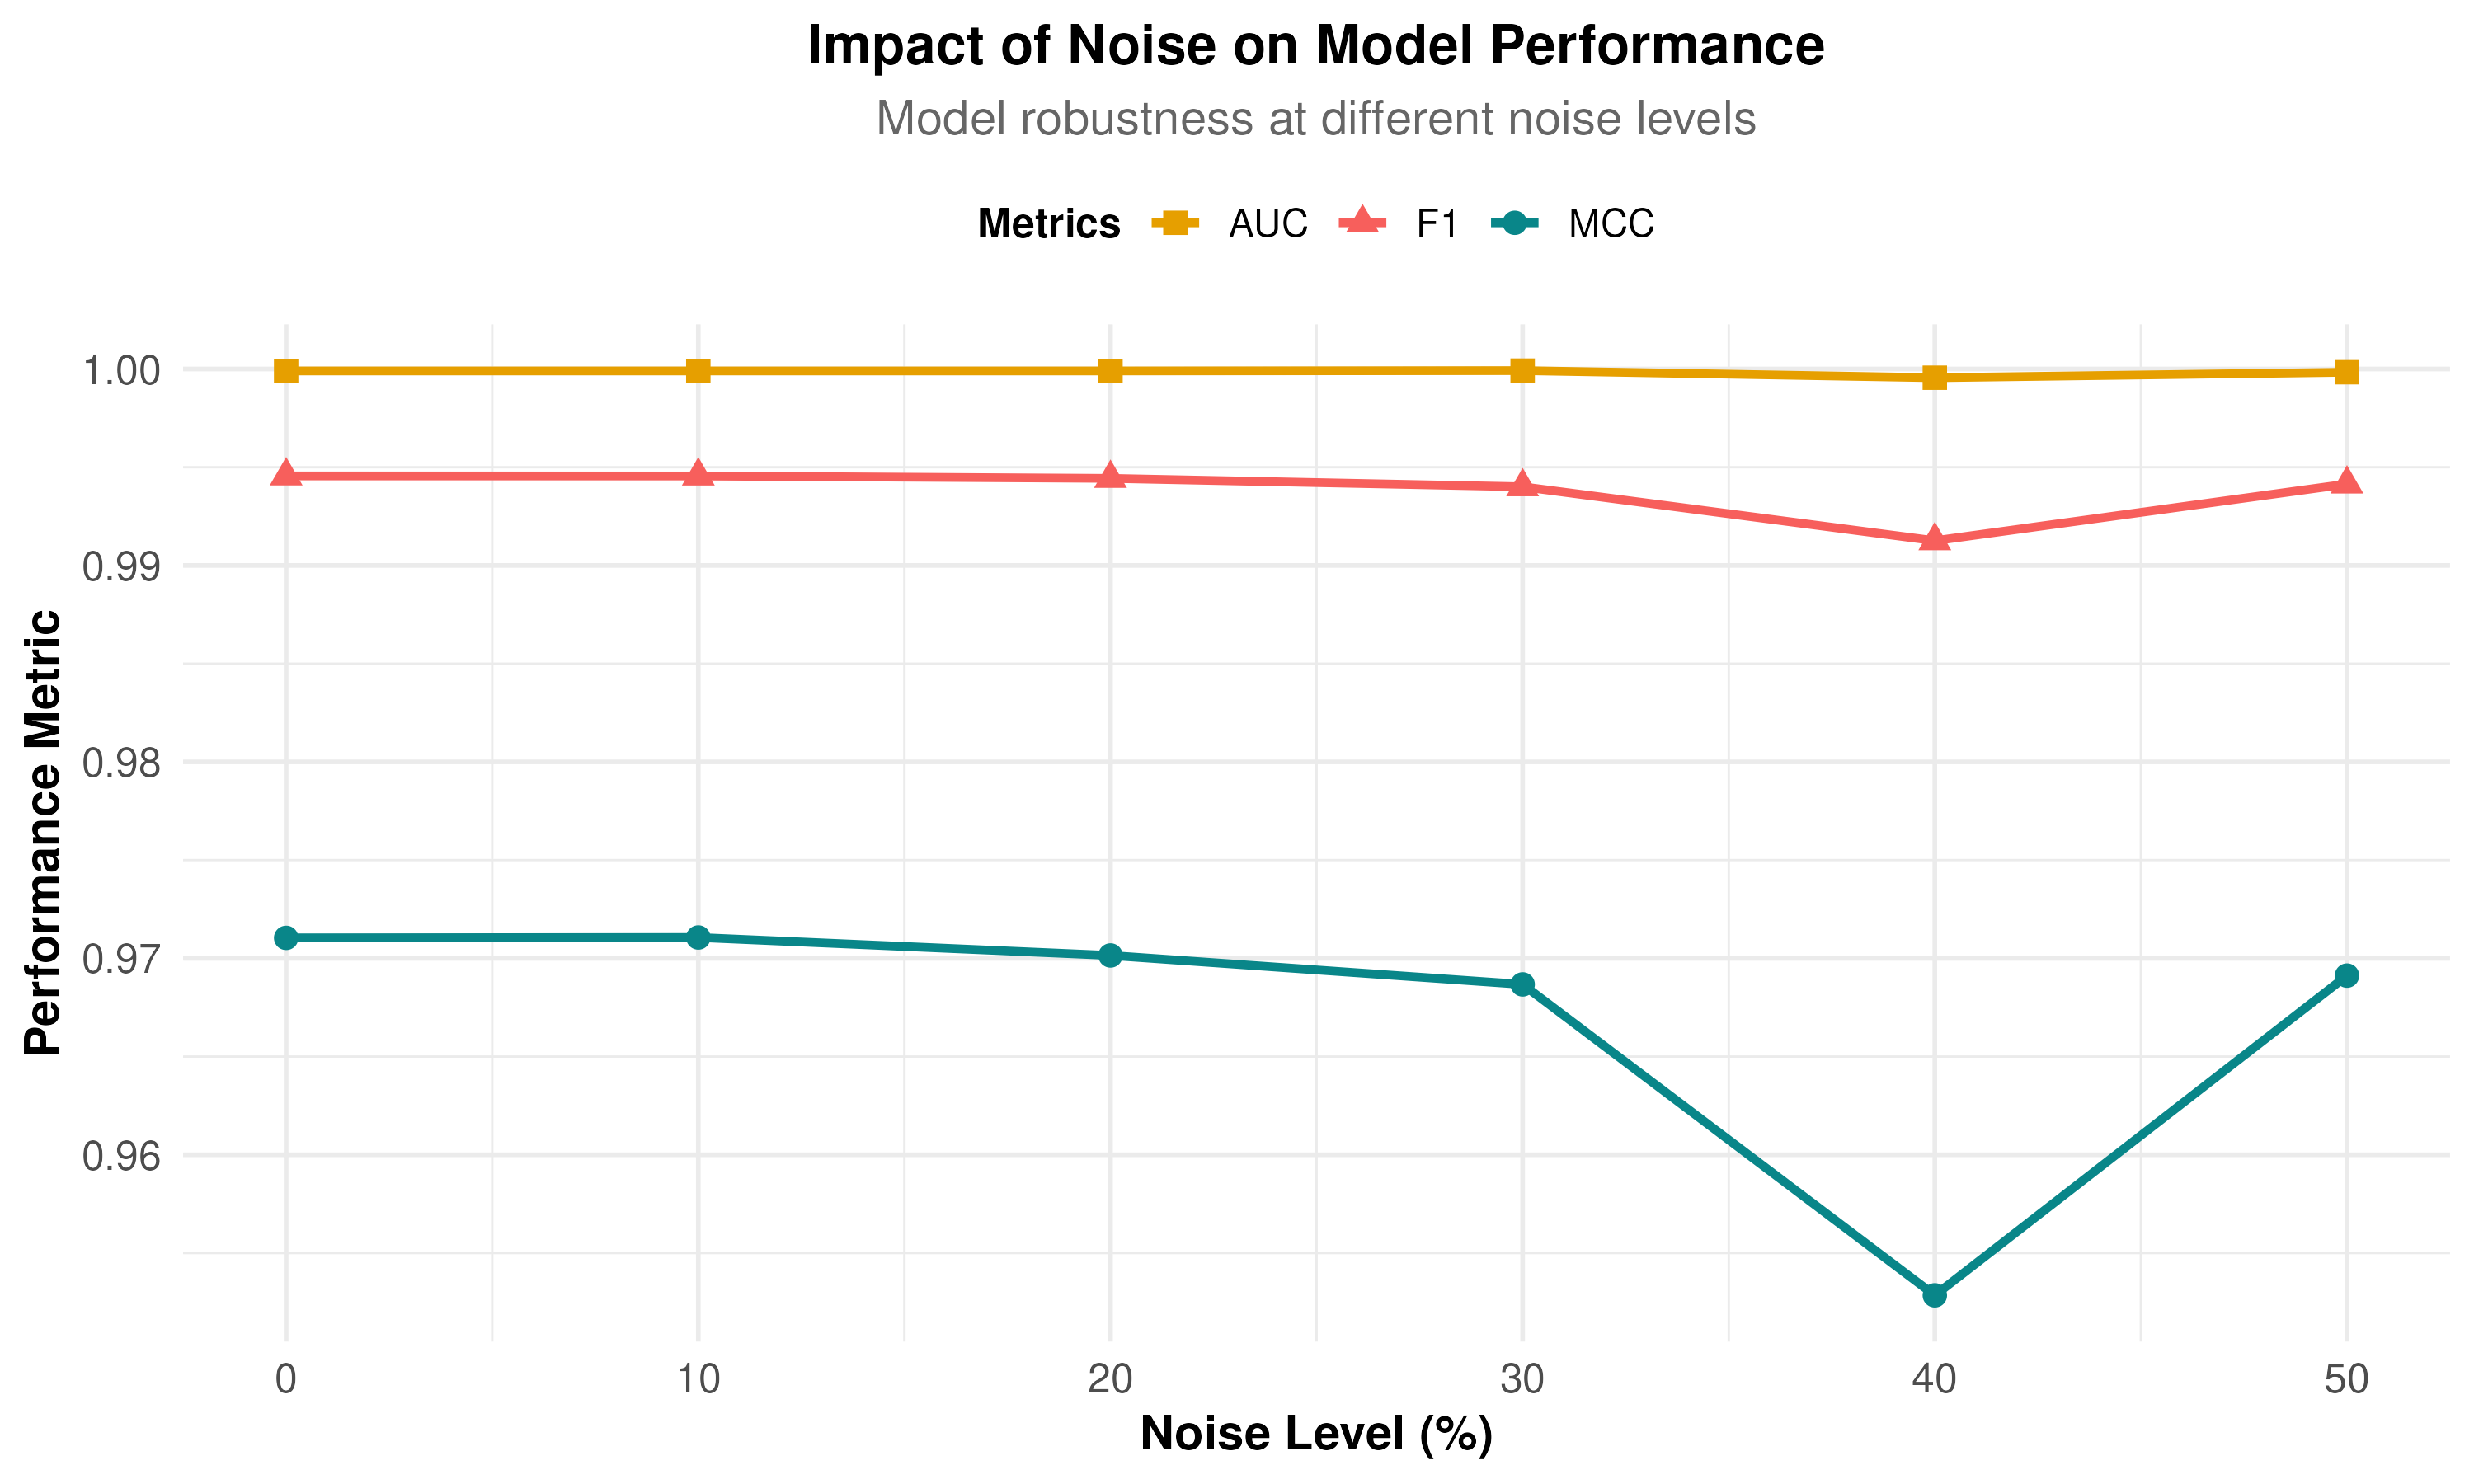 Impact of Noise on Model Performance
Model robustness at different noise levels
Metrics AUC F1 MCC
1.00
0.99
0.98
0.97
0.96
Performance Metric
0 10 20 30 40 50
Noise Level (%)